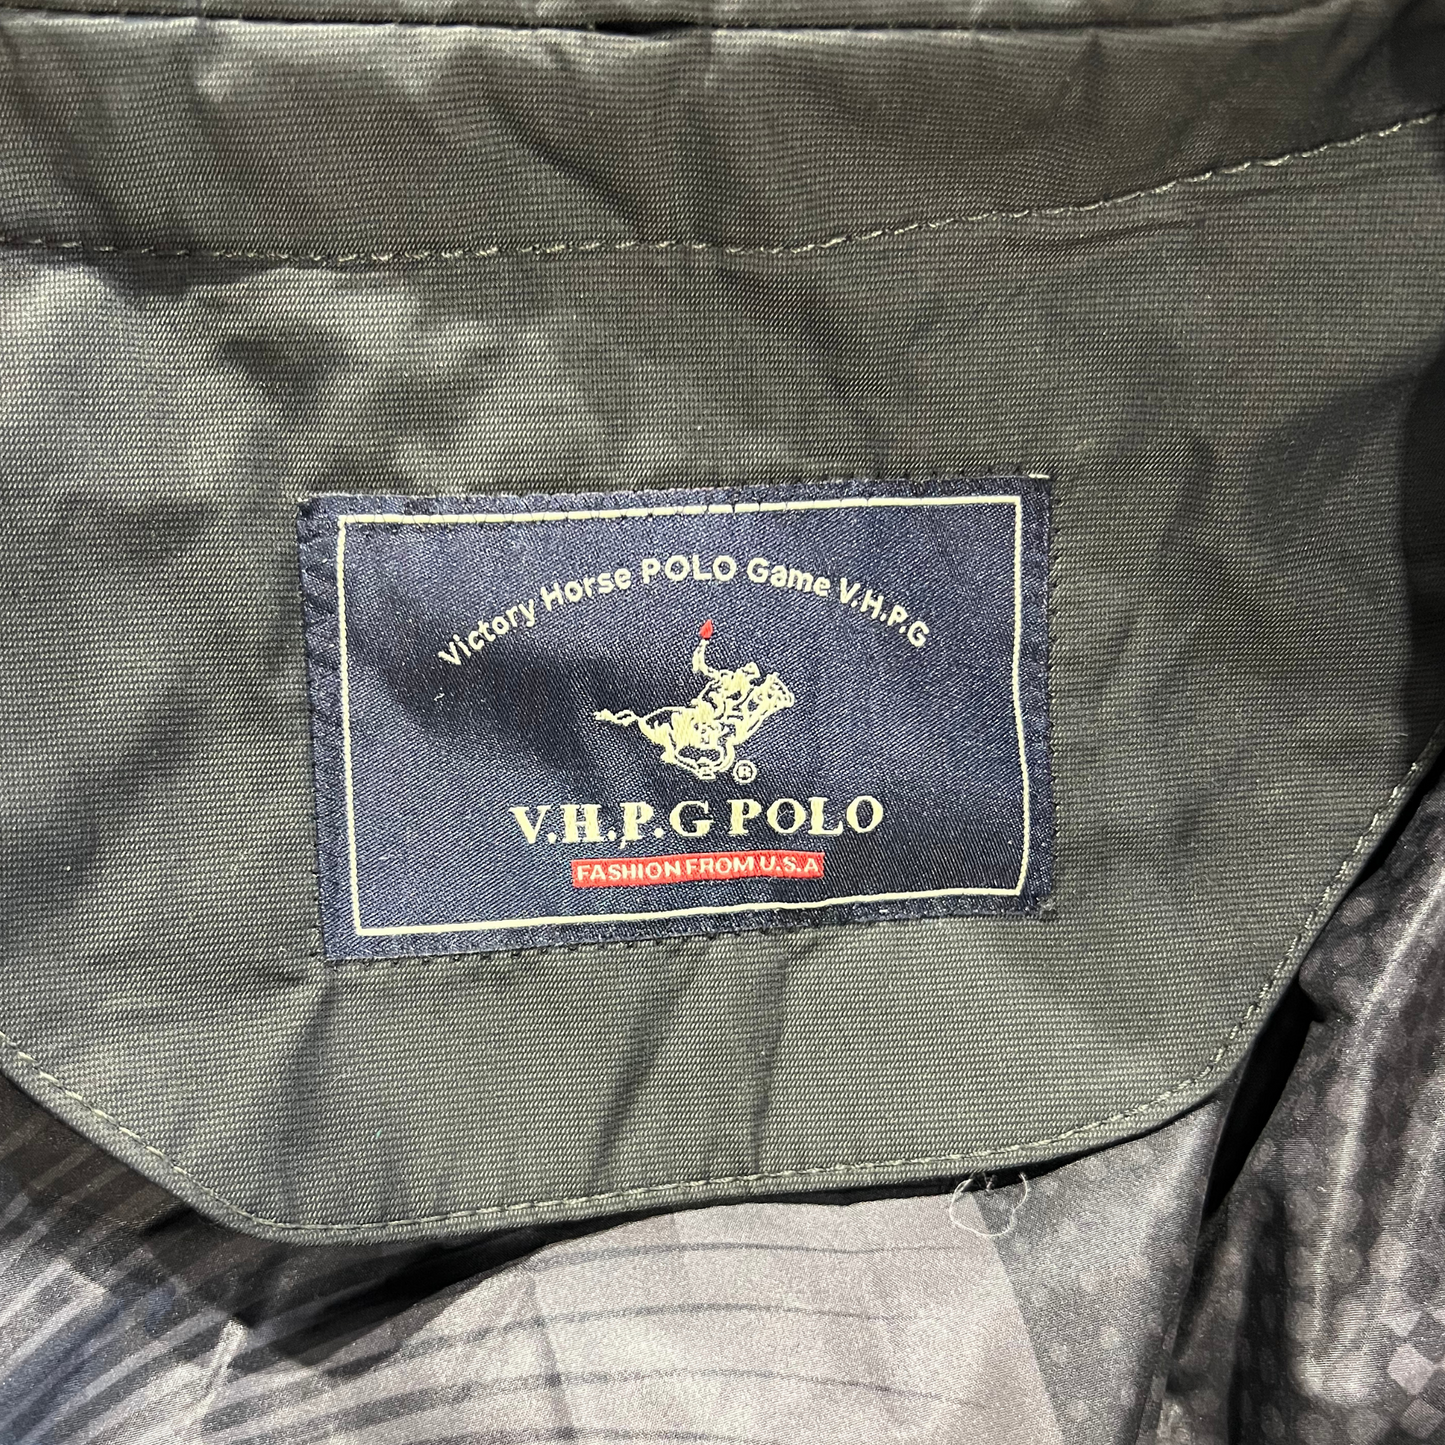 Victory Horse POLO Game V.H.P.G
®
V.H.P.G POLO
FASHION FROM U.S.A